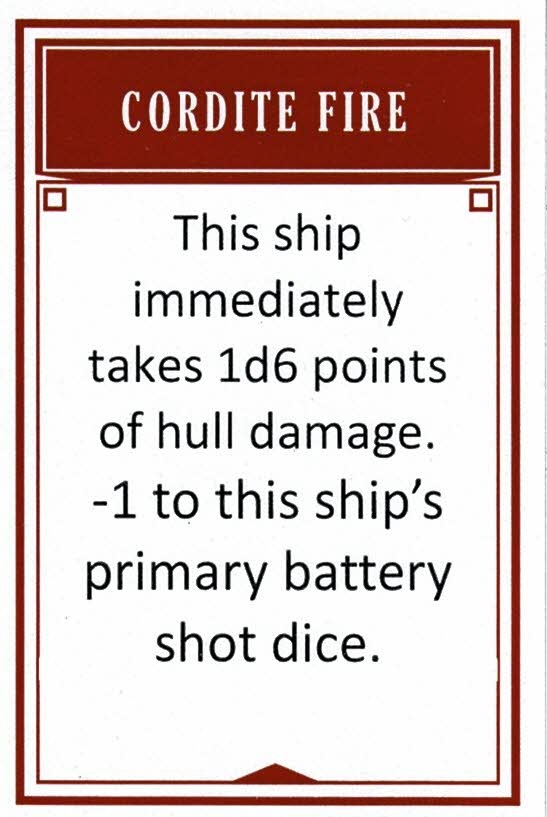 CORDITE FIRE
This ship
immediately
takes 1d6 points
of hull damage.
-1 to this ship’s
primary battery
shot dice.